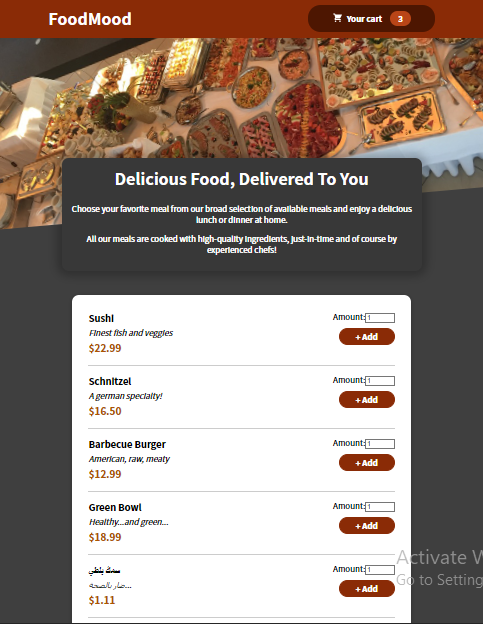 FoodMood
Your cart 3
Delicious Food, Delivered To You
Choose your favorite meal from our broad selection of available meals and enjoy a delicious
lunch or dinner at home.
All our meals are cooked with high-quality ingredients, just-in-time and of course by
experienced chefs!
Sushi
Amount: 1
Finest fish and veggies
+ Add
$22.99
Schnitzel
Amount: 1
A german specialty!
+ Add
$16.50
Barbecue Burger
Amount: 1
American, raw, meaty
+ Add
$12.99
Green Bowl
Amount: 1
Healthy...and green...
+ Add
$18.99
سمك بلطي
Amount: 1
ضار بالصحه...
+ Add
$1.11
Activate W
Go to Setting